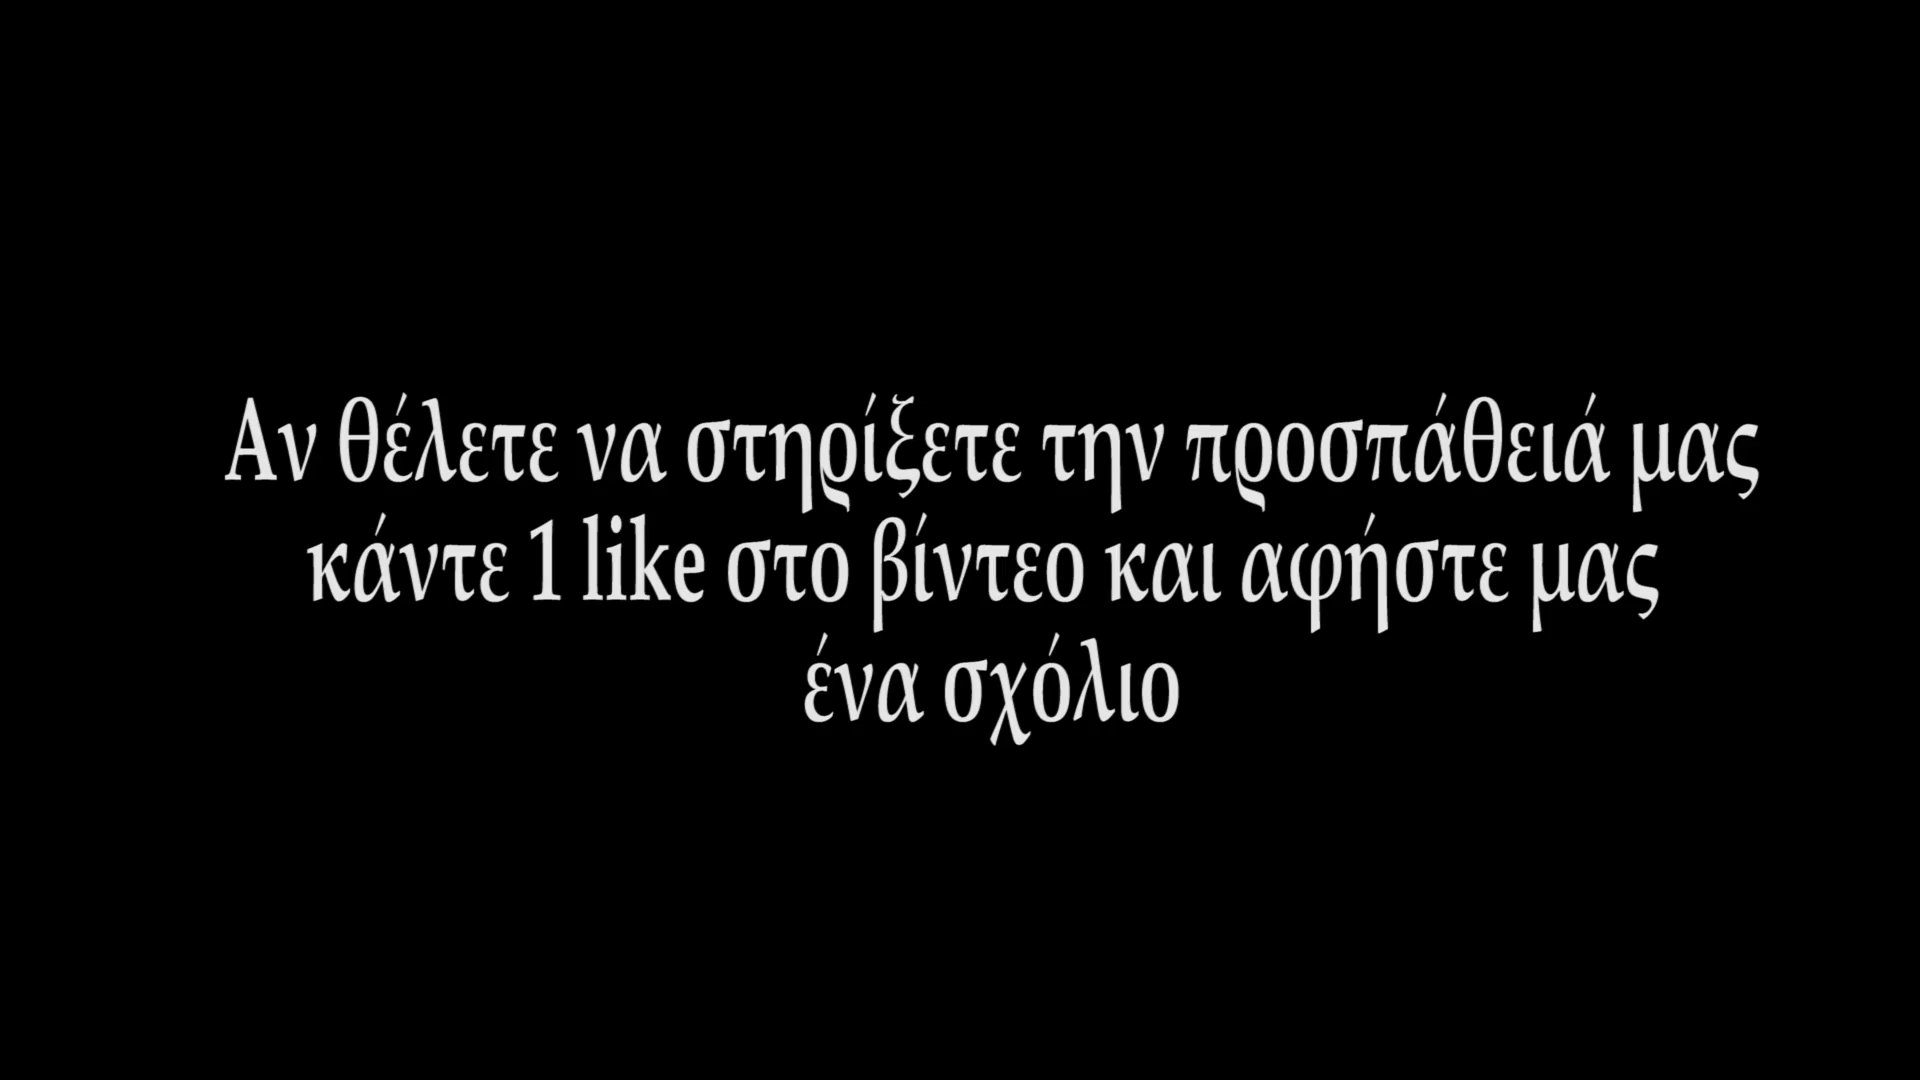 Αν θέλετε να στηρίξετε την προσπάθειά μας
κάντε 1 like στο βίντεο και αφήστε μας
ένα σχόλιο